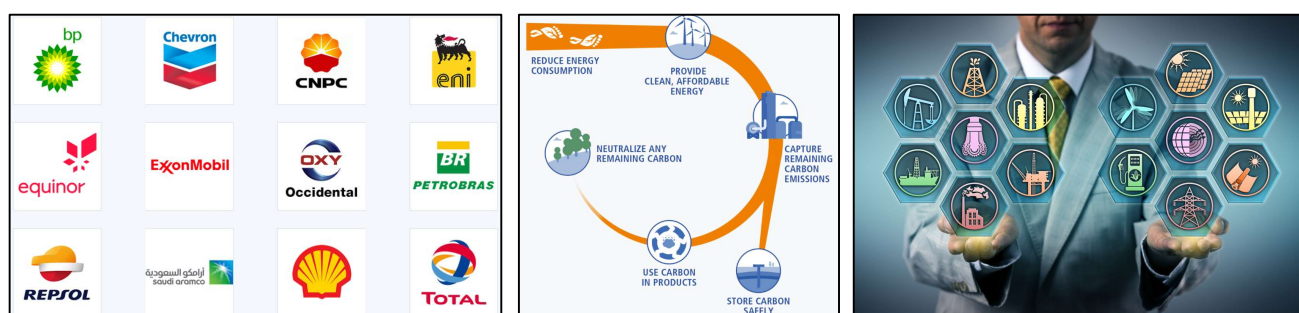 bp
Chevron
CNPC
eni
equinor
ExxonMobil
OXY
Occidental
BR
PETROBRAS
REPSOL
أرامكو السعودية
saudi aramco
TOTAL
REDUCE ENERGY
CONSUMPTION
PROVIDE
CLEAN, AFFORDABLE
ENERGY
CAPTURE
REMAINING
CARBON
EMISSIONS
NEUTRALIZE ANY
REMAINING CARBON
USE CARBON
IN PRODUCTS
STORE CARBON
SAFELY